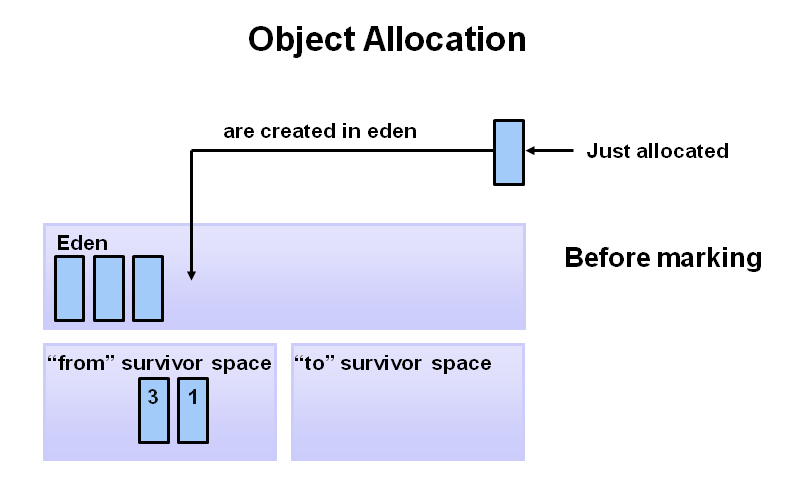 Object Allocation
are created in eden
Just allocated
Eden
Before marking
“from” survivor space
“to” survivor space
3
1